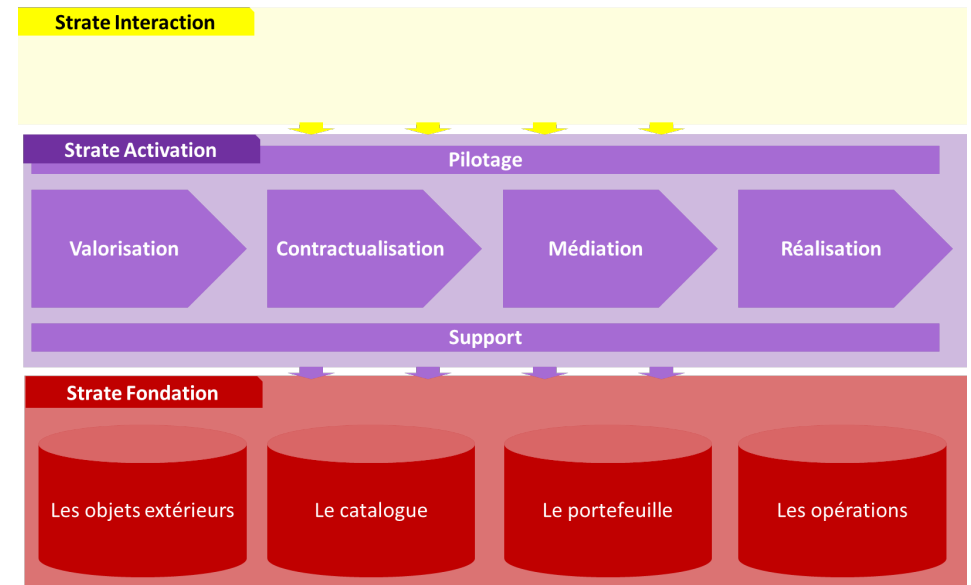 Strate Interaction
Strate Activation
Pilotage
Valorisation
Contractualisation
Médiation
Réalisation
Support
Strate Fondation
Les objets extérieurs
Le catalogue
Le portefeuille
Les opérations